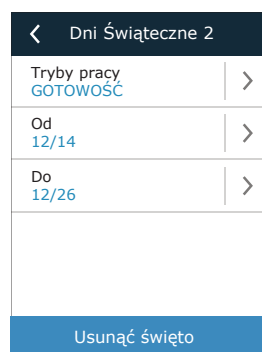 Dni Świąteczne 2
Tryby pracy
GOTOWOŚĆ
Od
12/14
Do
12/26
Usunąć święto